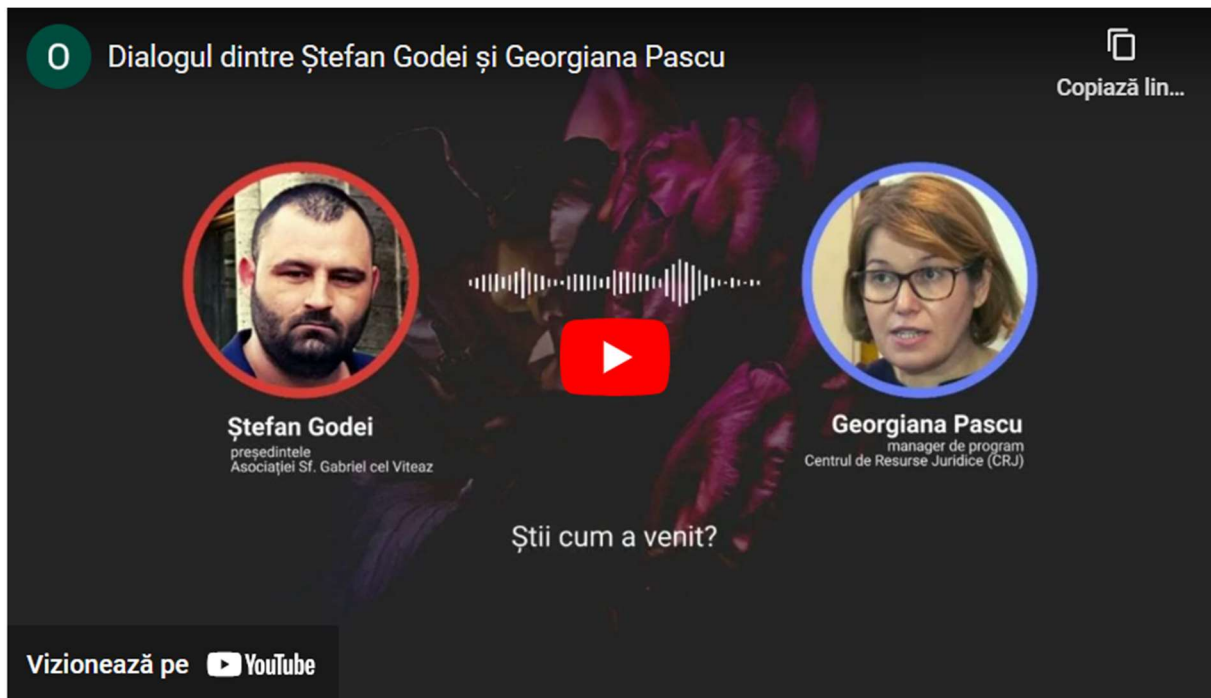 O
Dialogul dintre Ștefan Godei și Georgiana Pascu
Copiază lin...
Ștefan Godei
președintele
Asociației Sf. Gabriel cel Viteaz
Georgiana Pascu
manager de program
Centrul de Resurse Juridice (CRJ)
Știi cum a venit?
Vizionează pe YouTube